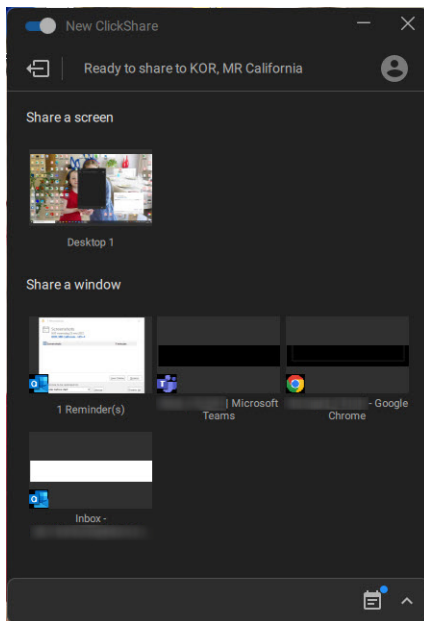 New ClickShare
Ready to share to KOR, MR California
Share a screen
Desktop 1
Share a window
1 Reminder(s)
| Microsoft
Teams
- Google
Chrome
Inbox -